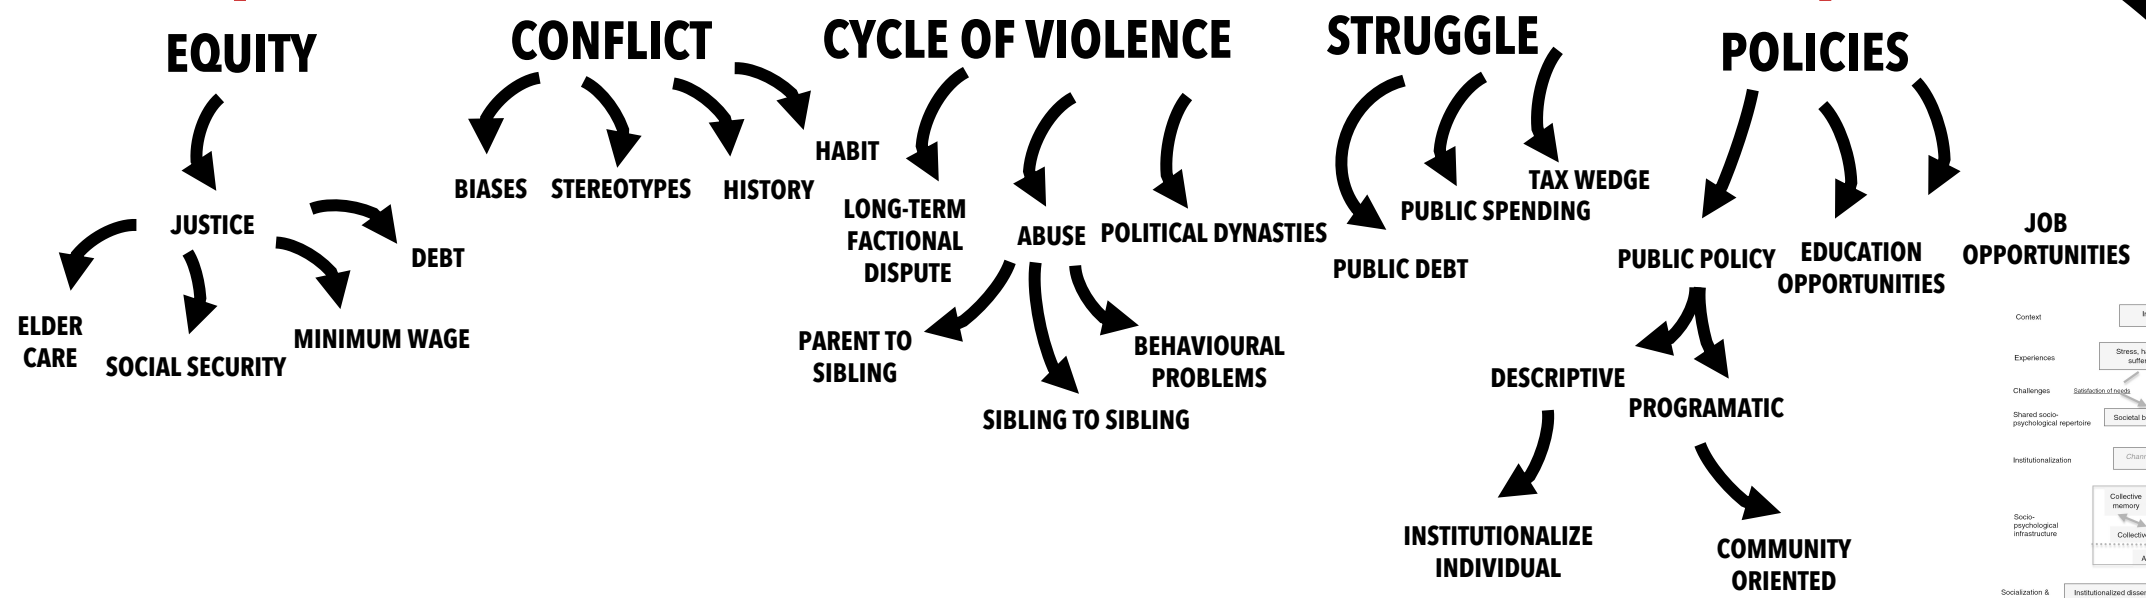 EQUITY
CONFLICT
CYCLE OF VIOLENCE
STRUGGLE
POLICIES
HABIT
BIASES
STEREOTYPES
HISTORY
LONG-TERM
FACTIONAL
DISPUTE
ABUSE
POLITICAL DYNASTIES
TAX WEDGE
PUBLIC SPENDING
PUBLIC DEBT
PUBLIC POLICY
EDUCATION
OPPORTUNITIES
JOB
OPPORTUNITIES
JUSTICE
DEBT
ELDER
CARE
SOCIAL SECURITY
MINIMUM WAGE
PARENT TO
SIBLING
BEHAVIOURAL
PROBLEMS
SIBLING TO SIBLING
DESCRIPTIVE
PROGRAMATIC
INSTITUTIONALIZE
INDIVIDUAL
COMMUNITY
ORIENTED
Context
Experiences
Stress,
Challenges
Satisfaction of needs
Shared socio-
psychological repertoire
Societal
Institutionalization
Collective
memory
Socio-
psychological
infrastructure
Socialization &
Institutionalized